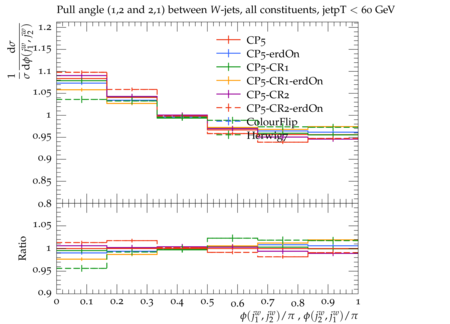 Pull angle (1,2 and 2,1) between W-jets, all constituents, jetpT < 60 GeV
1/σ dσ/dϕ(j₁ʷ, j₂ʷ)
1.2
1.15
1.1
1.05
1.0
0.95
0.9
0.85
0.8
CP5
CP5-erdOn
CP5-CR1
CP5-CR1-erdOn
CP5-CR2
CP5-CR2-erdOn
ColourFlip
Herwig7
Ratio
1.05
1.0
0.95
0.9
0 0.1 0.2 0.3 0.4 0.5 0.6 0.7 0.8 0.9 1
ϕ(j₁ʷ, j₂ʷ)/π , ϕ(j₂ʷ, j₁ʷ)/π